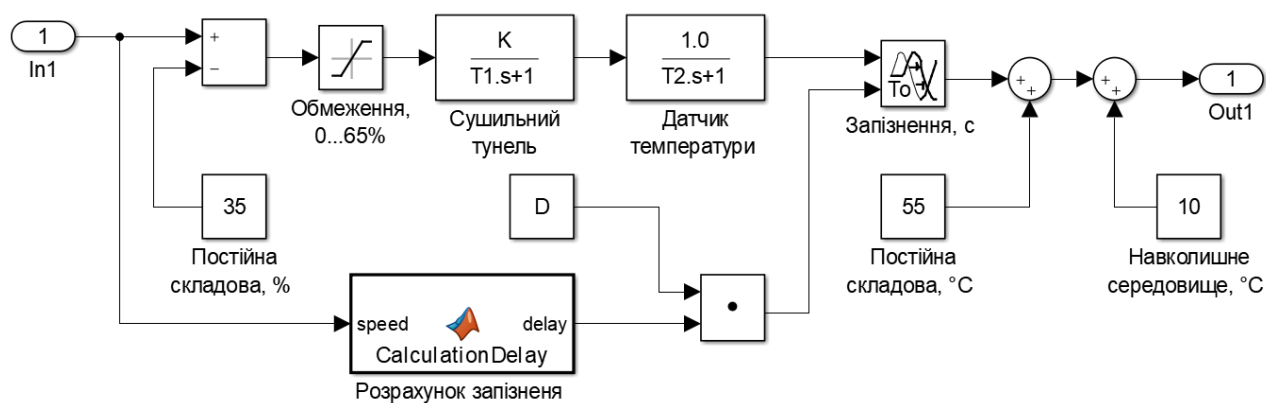 1
In1
+
−
Обмеження,
0...65%
K
T1.s+1
Сушильний
тунель
1.0
T2.s+1
Датчик
температури
To
Запізнення, с
+
+
+
+
1
Out1
35
Постійна
складова, %
D
55
Постійна
складова, °C
10
Навколишнє
середовище, °C
speed
delay
CalculationDelay
Розрахунок запізненя